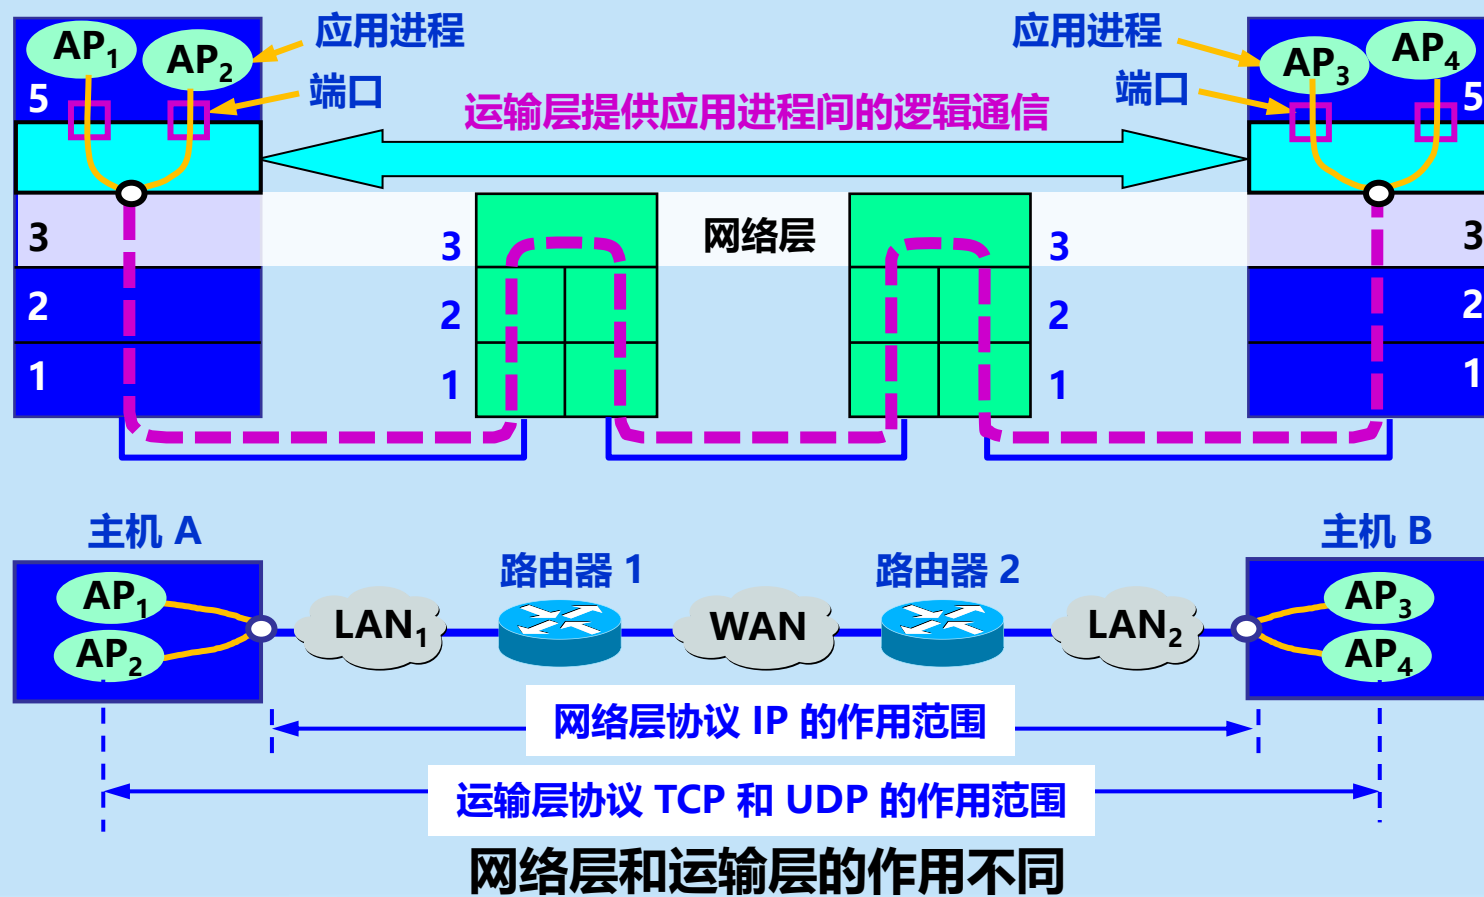 AP1
AP2
应用进程
应用进程
AP3
AP4
5
端口
运输层提供应用进程间的逻辑通信
端口
5
3
3
网络层
3
3
2
2
2
2
1
1
1
1
主机 A
主机 B
路由器 1
路由器 2
AP1
AP2
LAN1
WAN
LAN2
AP3
AP4
网络层协议 IP 的作用范围
运输层协议 TCP 和 UDP 的作用范围
网络层和运输层的作用不同